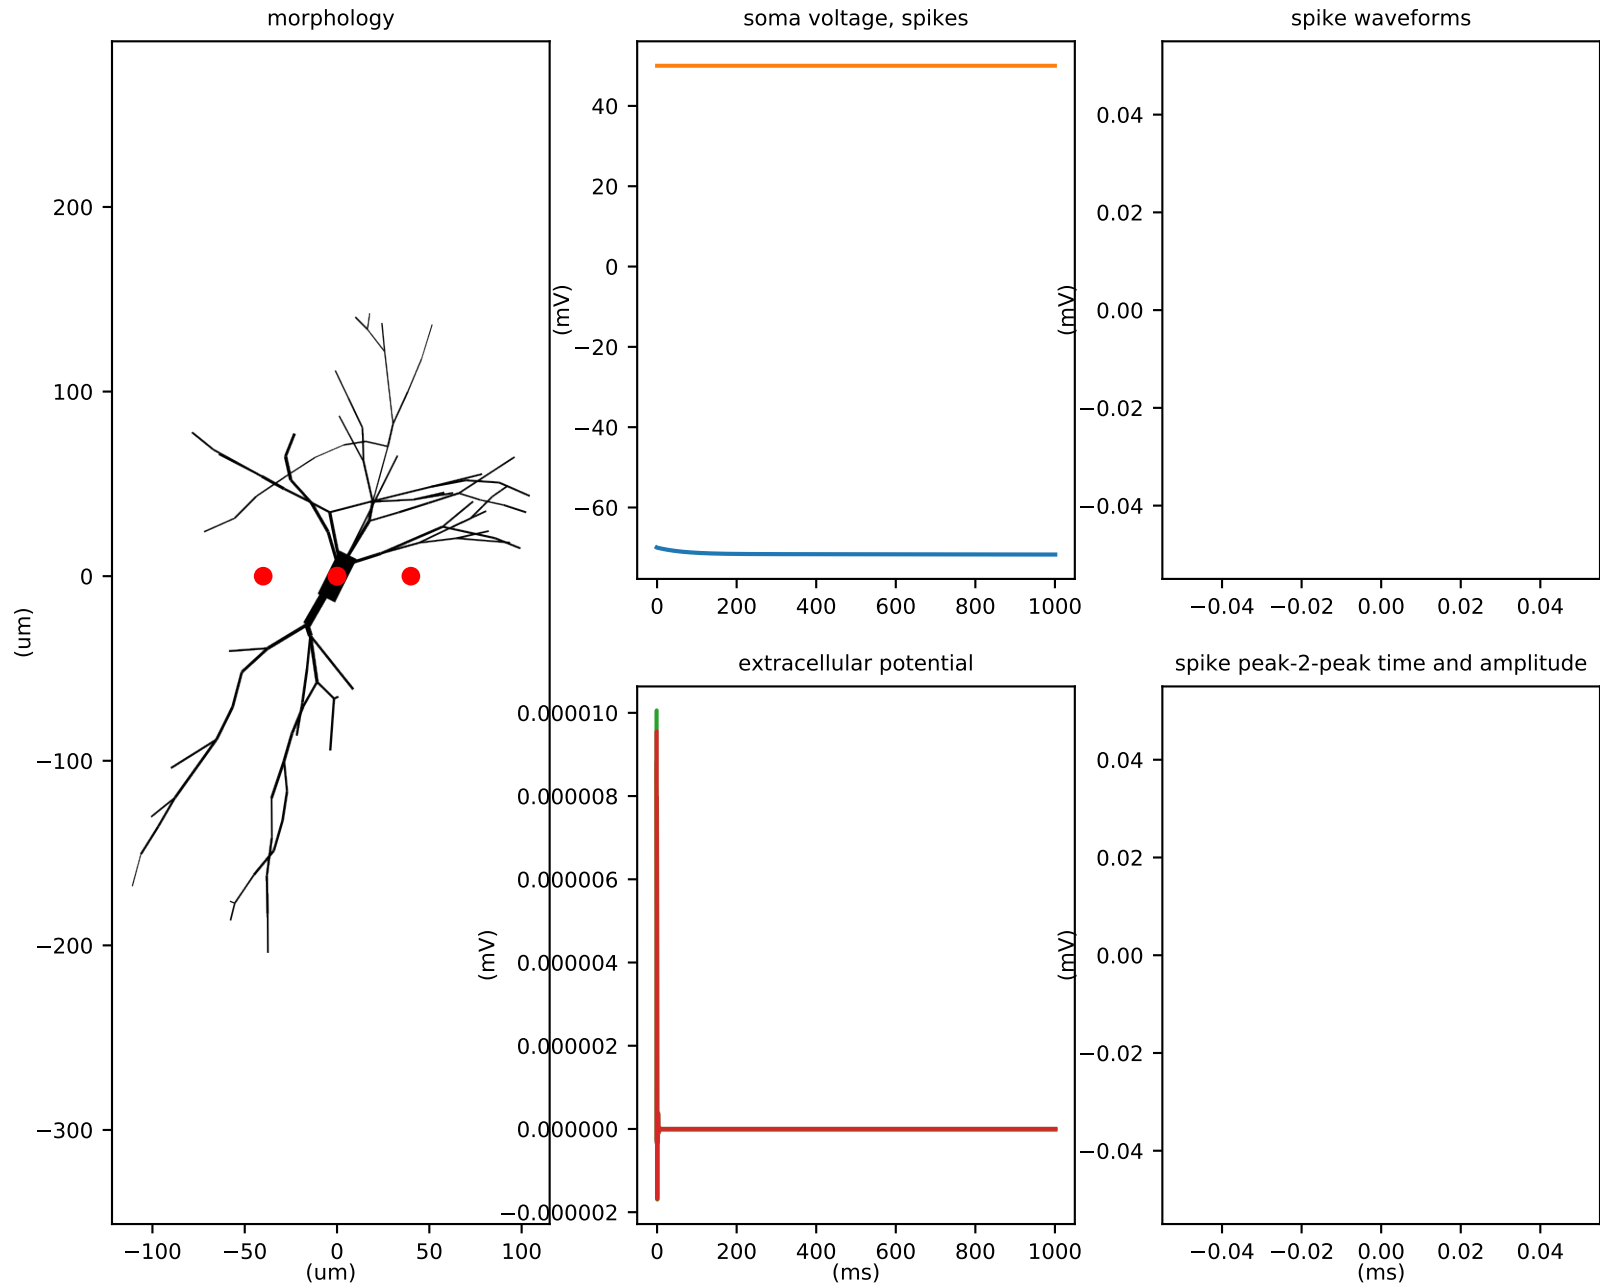 morphology
200
100
0
−100
−200
−300
(um)
−100 −50 0 50 100
(um)
soma voltage, spikes
40
20
0
−20
−40
−60
(mV)
0 200 400 600 800 1000
spike waveforms
0.04
0.02
0.00
−0.02
−0.04
(mV)
−0.04 −0.02 0.00 0.02 0.04
extracellular potential
0.000010
0.000008
0.000006
0.000004
0.000002
0.000000
−0.000002
(mV)
0 200 400 600 800 1000
(ms)
spike peak-2-peak time and amplitude
0.04
0.02
0.00
−0.02
−0.04
(mV)
−0.04 −0.02 0.00 0.02 0.04
(ms)